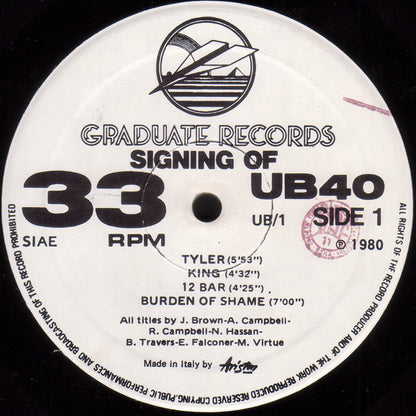 GRADUATE RECORDS
SIGNING OF
33
RPM
SIAE
UB40
UB/1 SIDE 1
℗ 1980
TYLER (5'53")
KING (4'32")
12 BAR (4'25")
BURDEN OF SHAME (7'00")
All titles by J. Brown-A. Campbell-
R. Campbell-N. Hassan-
B. Travers-E. Falconer-M. Virtue
Made in Italy by Ariston
ALL RIGHTS OF THE RECORD PRODUCER AND OF THE WORK REPRODUCED RESERVED COPYING, PUBLIC PERFORMANCES AND BROADCASTING OF THIS RECORD PROHIBITED